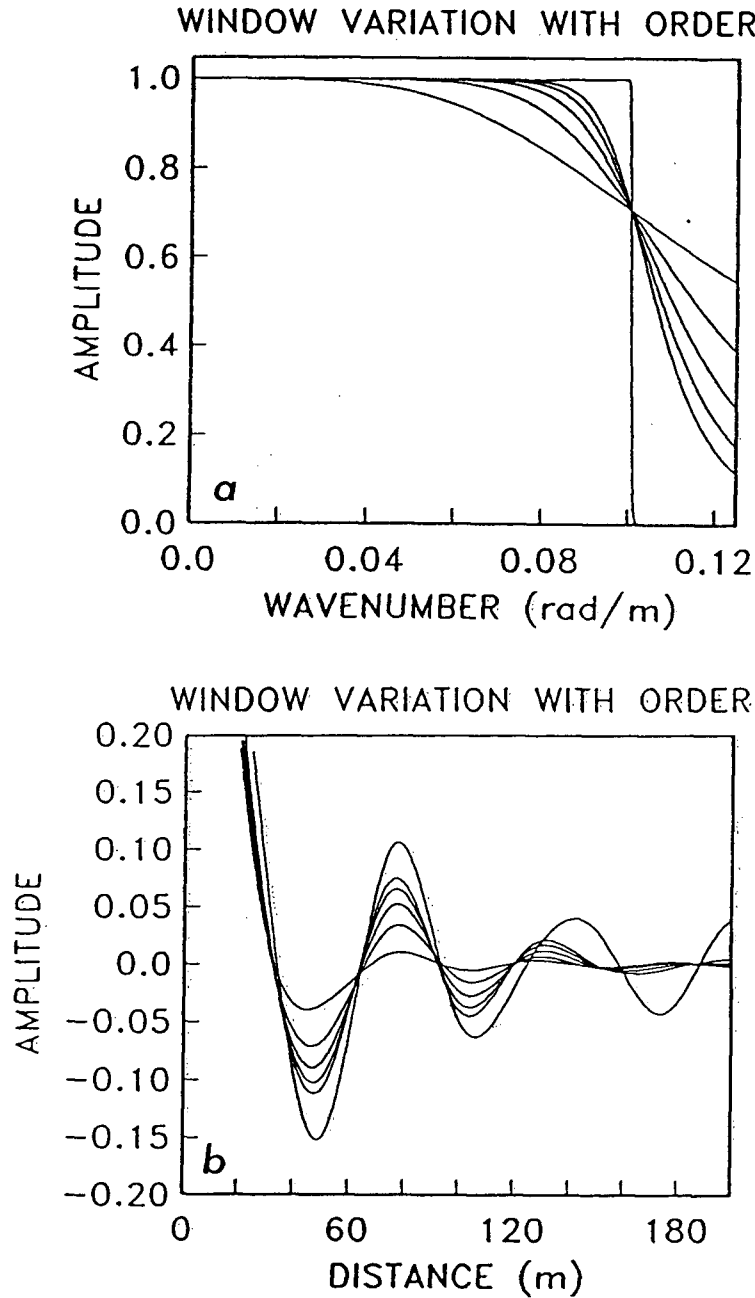 WINDOW VARIATION WITH ORDER
1.0
0.8
0.6
0.4
0.2
0.0
AMPLITUDE
a
0.0 0.04 0.08 0.12
WAVENUMBER (rad/m)
WINDOW VARIATION WITH ORDER
0.20
0.15
0.10
0.05
0.0
−0.05
−0.10
−0.15
−0.20
AMPLITUDE
b
0 60 120 180
DISTANCE (m)